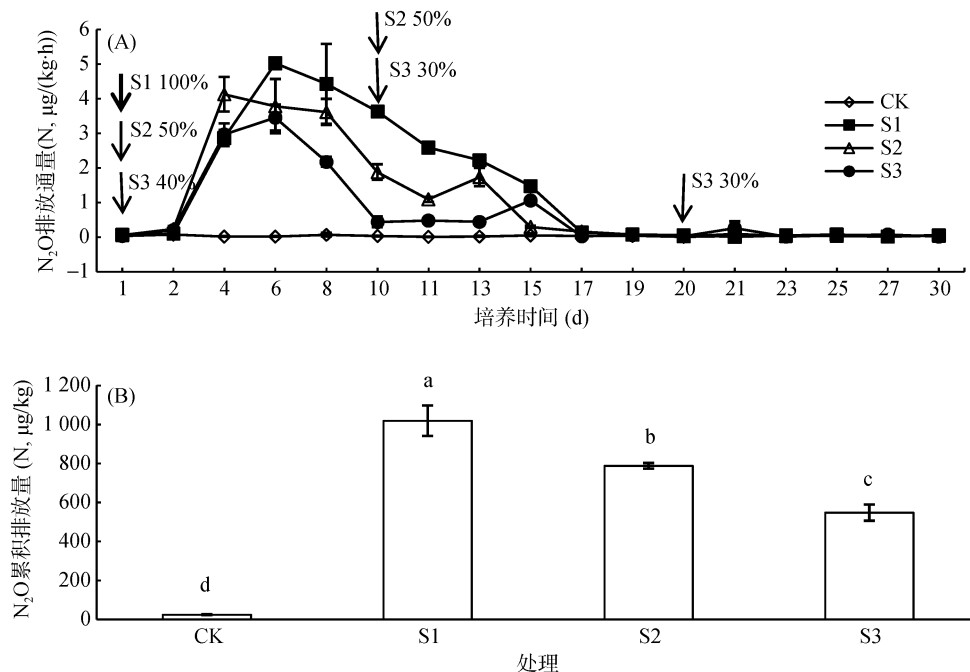 (A)
N₂O排放通量(N, μg/(kg·h))
6
5
4
3
2
1
0
−1
S1 100%
S2 50%
S3 40%
S2 50%
S3 30%
S3 30%
CK
S1
S2
S3
1 2 4 6 8 10 11 13 15 17 19 20 21 23 25 27 30
培养时间 (d)
(B)
N₂O累积排放量 (N, μg/kg)
1 200
1 000
800
600
400
200
0
d
a
b
c
CK S1 S2 S3
处理